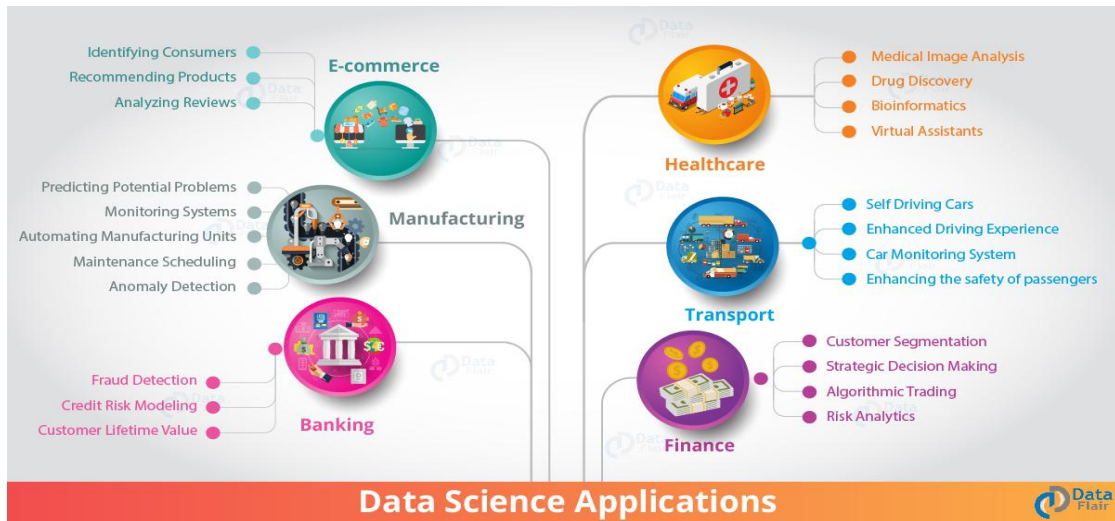 Identifying Consumers
Recommending Products
Analyzing Reviews
E-commerce
Predicting Potential Problems
Monitoring Systems
Automating Manufacturing Units
Maintenance Scheduling
Anomaly Detection
Manufacturing
Fraud Detection
Credit Risk Modeling
Customer Lifetime Value
Banking
Medical Image Analysis
Drug Discovery
Bioinformatics
Virtual Assistants
Healthcare
Self Driving Cars
Enhanced Driving Experience
Car Monitoring System
Enhancing the safety of passengers
Transport
Customer Segmentation
Strategic Decision Making
Algorithmic Trading
Risk Analytics
Finance
Data Science Applications
Data
Flair